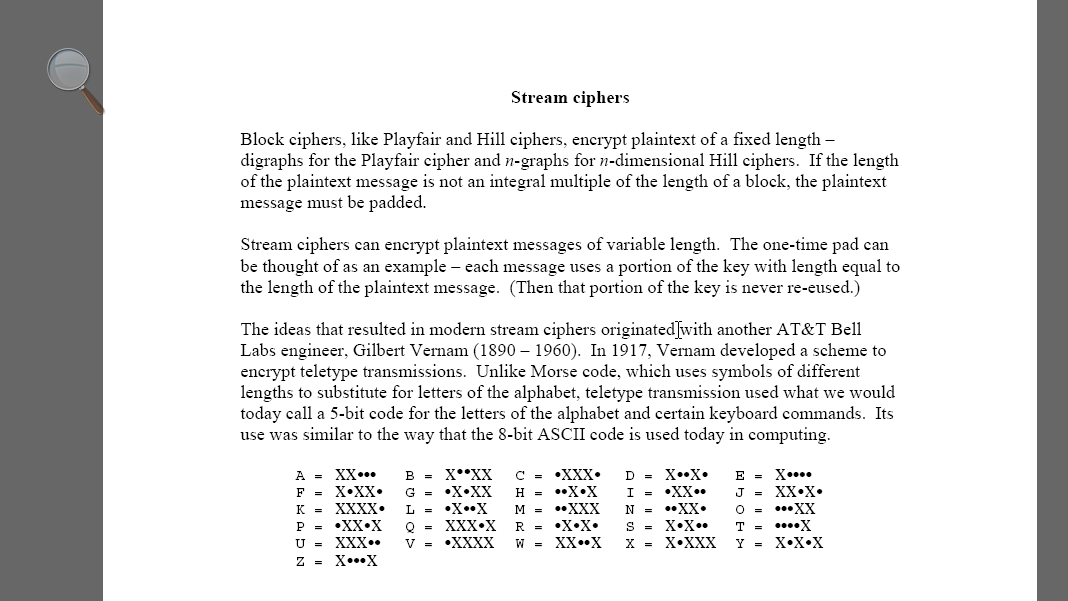 Stream ciphers
Block ciphers, like Playfair and Hill ciphers, encrypt plaintext of a fixed length –
digraphs for the Playfair cipher and n-graphs for n-dimensional Hill ciphers.  If the length
of the plaintext message is not an integral multiple of the length of a block, the plaintext
message must be padded.
Stream ciphers can encrypt plaintext messages of variable length.  The one-time pad can
be thought of as an example – each message uses a portion of the key with length equal to
the length of the plaintext message.  (Then that portion of the key is never re-eused.)
The ideas that resulted in modern stream ciphers originated with another AT&T Bell
Labs engineer, Gilbert Vernam (1890 – 1960).  In 1917, Vernam developed a scheme to
encrypt teletype transmissions.  Unlike Morse code, which uses symbols of different
lengths to substitute for letters of the alphabet, teletype transmission used what we would
today call a 5-bit code for the letters of the alphabet and certain keyboard commands.  Its
use was similar to the way that the 8-bit ASCII code is used today in computing.
A = XX••• B = X••XX C = •XXX• D = X••X• E = X••••
F = X•XX• G = •X•XX H = ••X•X I = •XX•• J = XX•X•
K = XXXX• L = •X••X M = ••XXX N = ••XX• O = •••XX
P = •XX•X Q = XXX•X R = •X•X• S = X•X•• T = ••••X
U = XXX•• V = •XXXX W = XX••X X = X•XXX Y = X•X•X
Z = X•••X